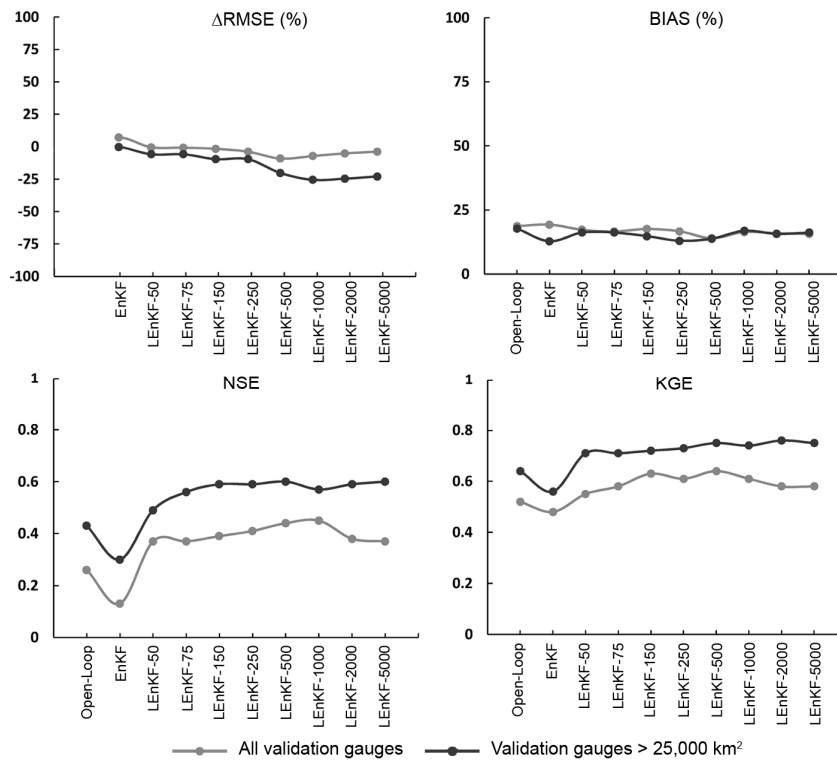 ΔRMSE (%)
100
75
50
25
0
-25
-50
-75
-100
EnKF
LEnKF-50
LEnKF-75
LEnKF-150
LEnKF-250
LEnKF-500
LEnKF-1000
LEnKF-2000
LEnKF-5000
BIAS (%)
100
75
50
25
0
Open-Loop
EnKF
LEnKF-50
LEnKF-75
LEnKF-150
LEnKF-250
LEnKF-500
LEnKF-1000
LEnKF-2000
LEnKF-5000
NSE
1
0.8
0.6
0.4
0.2
0
Open-Loop
EnKF
LEnKF-50
LEnKF-75
LEnKF-150
LEnKF-250
LEnKF-500
LEnKF-1000
LEnKF-2000
LEnKF-5000
KGE
1
0.8
0.6
0.4
0.2
0
Open-Loop
EnKF
LEnKF-50
LEnKF-75
LEnKF-150
LEnKF-250
LEnKF-500
LEnKF-1000
LEnKF-2000
LEnKF-5000
All validation gauges
Validation gauges > 25,000 km²